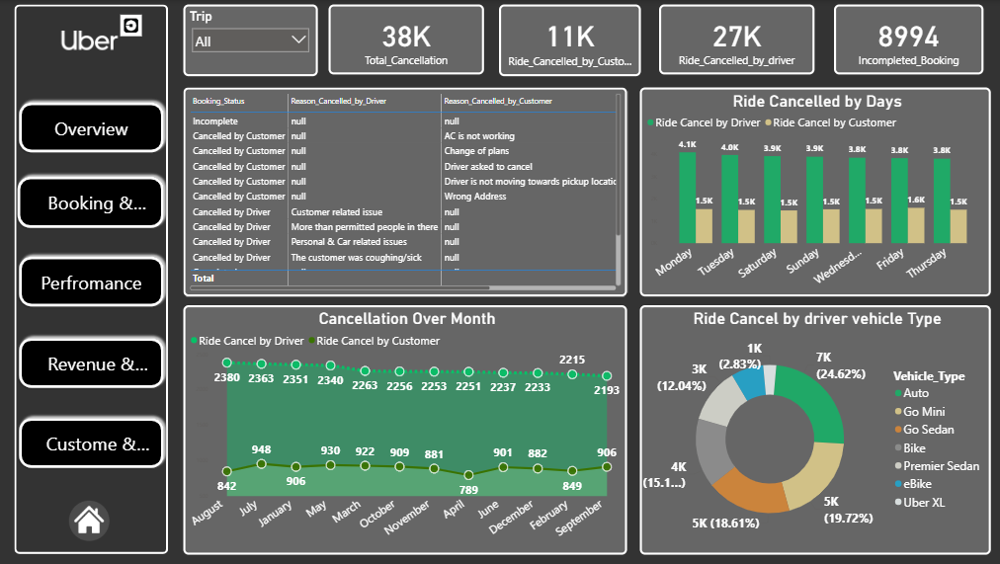 Uber
Overview
Booking &...
Perfromance
Revenue &...
Custome &...
Trip
All
38K
Total_Cancellation
11K
Ride_Cancelled_by_Custo...
27K
Ride_Cancelled_by_driver
8994
Incompleted_Booking
Booking_Status Reason_Cancelled_by_Driver Reason_Cancelled_by_Customer
Incomplete null null
Cancelled by Customer null AC is not working
Cancelled by Customer null Change of plans
Cancelled by Customer null Driver asked to cancel
Cancelled by Customer null Driver is not moving towards pickup locatic
Cancelled by Customer null Wrong Address
Cancelled by Driver Customer related issue null
Cancelled by Driver More than permitted people in there null
Cancelled by Driver Personal & Car related issues null
Cancelled by Driver The customer was coughing/sick null
Total
Ride Cancelled by Days
Ride Cancel by Driver Ride Cancel by Customer
4.1K 4.0K 3.9K 3.9K 3.8K 3.8K 3.8K
1.5K 1.5K 1.5K 1.5K 1.5K 1.6K 1.5K
Monday Tuesday Saturday Sunday Wednesd... Friday Thursday
Cancellation Over Month
Ride Cancel by Driver Ride Cancel by Customer
2380 2363 2351 2340 2263 2256 2253 2251 2237 2233 2215 2193
842 948 906 930 922 909 881 789 901 882 849 906
August July January May March October November April June December February September
Ride Cancel by driver vehicle Type
1K
(2.83%)
7K
(24.62%)
3K
(12.04%)
4K
(15.1...)
5K (18.61%)
5K
(19.72%)
Vehicle_Type
Auto
Go Mini
Go Sedan
Bike
Premier Sedan
eBike
Uber XL